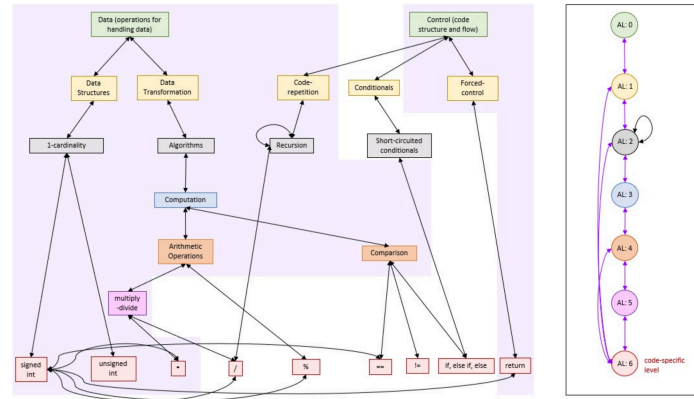 Data (operations for
handling data)
Control (code
structure and flow)
AL: 0
Data
Structures
Data
Transformation
Code-
repetition
Conditionals
Forced-
control
AL: 1
1-cardinality
Algorithms
Recursion
Short-circuited
conditionals
AL: 2
Computation
AL: 3
Arithmetic
Operations
Comparison
AL: 4
multiply
-divide
AL: 5
signed
int
unsigned
int
*
/
%
==
!=
if, else if, else
return
AL: 6
code-specific
level